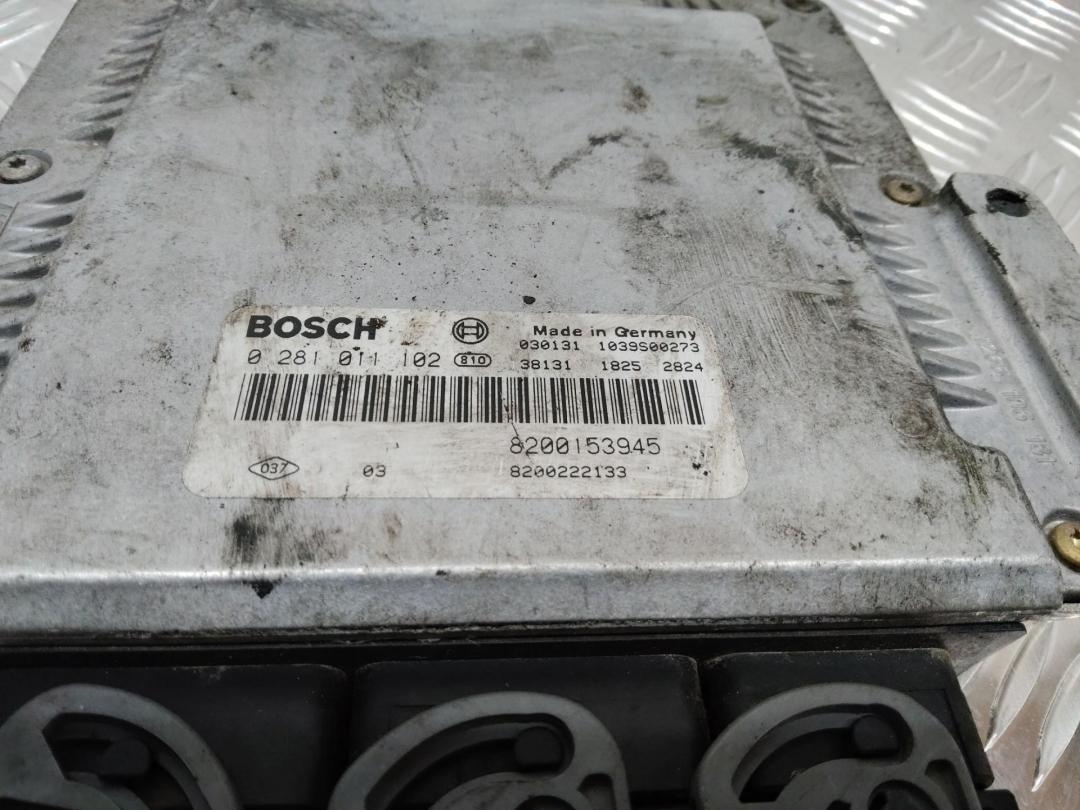 BOSCH Made in Germany
030131 1039S00273
0 281 011 102 810 38131 1825 2824
8200153945
037 03 8200222133